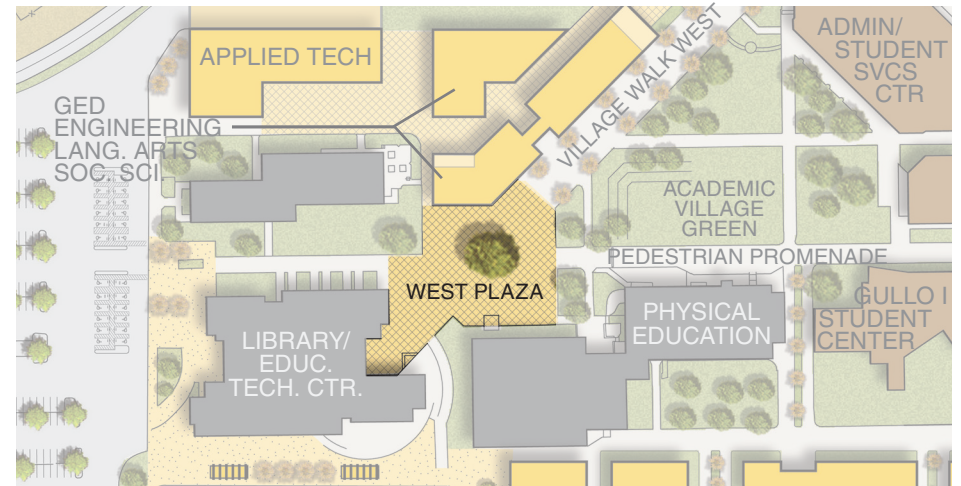 APPLIED TECH
ADMIN/
STUDENT
SVCS
CTR
GED
ENGINEERING
LANG. ARTS
SOC. SCI.
VILLAGE WALK WEST
ACADEMIC
VILLAGE
GREEN
PEDESTRIAN PROMENADE
WEST PLAZA
LIBRARY/
EDUC.
TECH. CTR.
PHYSICAL
EDUCATION
GULLO I
STUDENT
CENTER